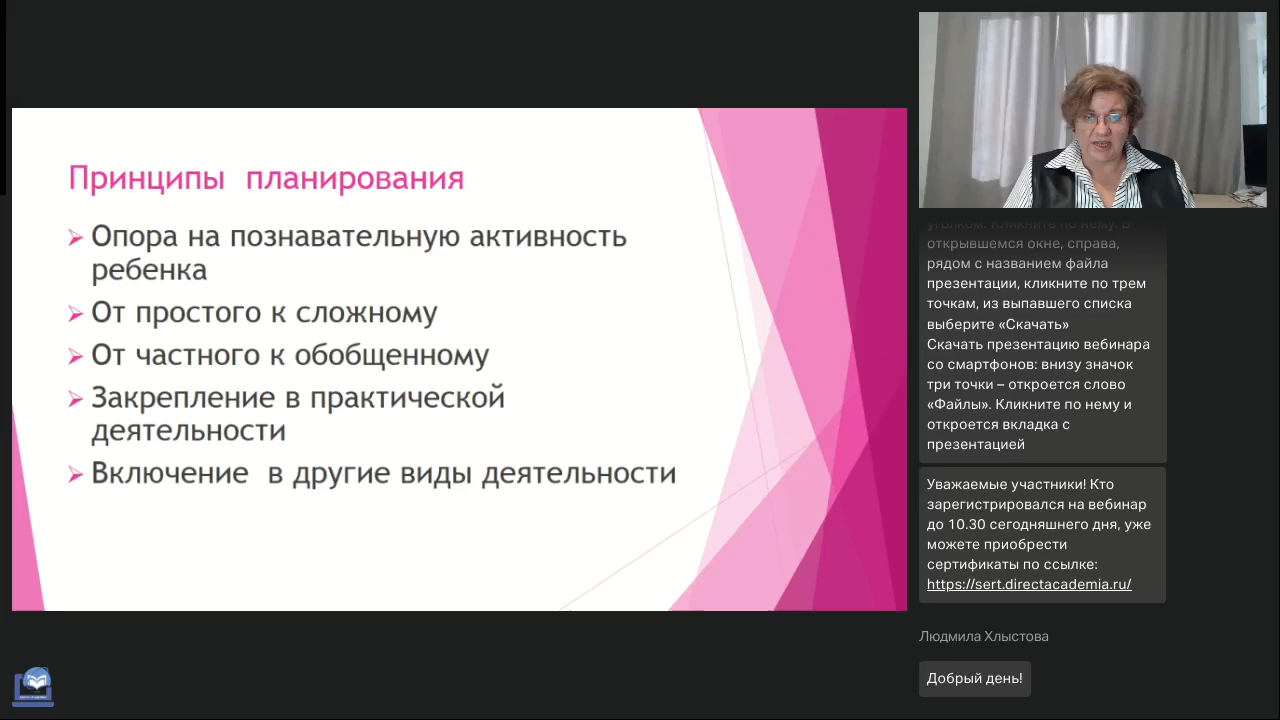 Принципы планирования
Опора на познавательную активность
ребенка
От простого к сложному
От частного к обобщенному
Закрепление в практической
деятельности
Включение в другие виды деятельности
уголком. Кликните по нему. В
открывшемся окне, справа,
рядом с названием файла
презентации, кликните по трем
точкам, из выпавшего списка
выберите «Скачать»
Скачать презентацию вебинара
со смартфонов: внизу значок
три точки – откроется слово
«Файлы». Кликните по нему и
откроется вкладка с
презентацией
Уважаемые участники! Кто
зарегистрировался на вебинар
до 10.30 сегодняшнего дня, уже
можете приобрести
сертификаты по ссылке:
https://sert.directacademia.ru/
Людмила Хлыстова
Добрый день!